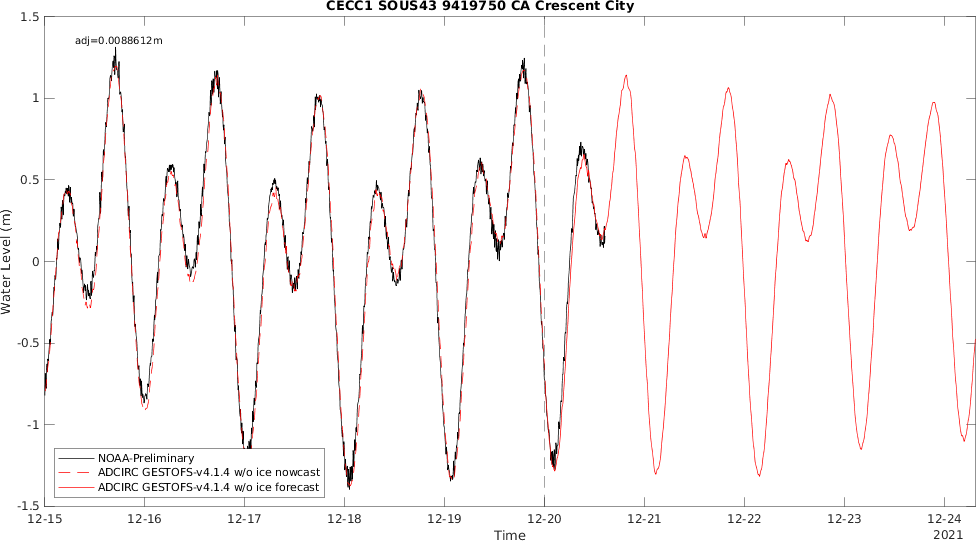 CECC1 SOUS43 9419750 CA Crescent City
adj=0.0088612m
1.5
1
0.5
0
-0.5
-1
-1.5
Water Level (m)
NOAA-Preliminary
ADCIRC GESTOFS-v4.1.4 w/o ice nowcast
ADCIRC GESTOFS-v4.1.4 w/o ice forecast
12-15 12-16 12-17 12-18 12-19 12-20 12-21 12-22 12-23 12-24
Time
2021